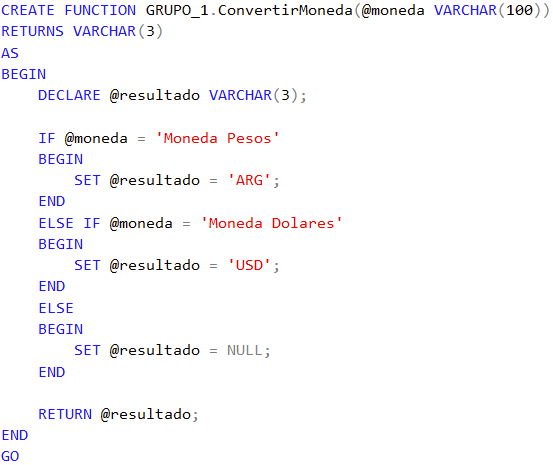 CREATE FUNCTION GRUPO_1.ConvertirMoneda(@moneda VARCHAR(100))
RETURNS VARCHAR(3)
AS
BEGIN
    DECLARE @resultado VARCHAR(3);

    IF @moneda = 'Moneda Pesos'
    BEGIN
        SET @resultado = 'ARG';
    END
    ELSE IF @moneda = 'Moneda Dolares'
    BEGIN
        SET @resultado = 'USD';
    END
    ELSE
    BEGIN
        SET @resultado = NULL;
    END

    RETURN @resultado;
END
GO